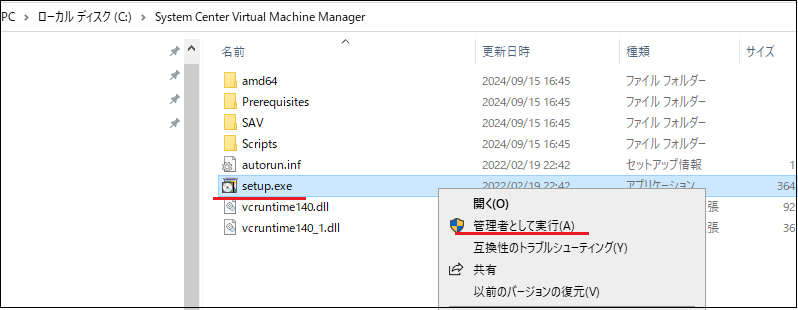 PC > ローカル ディスク (C:) > System Center Virtual Machine Manager
名前 更新日時 種類 サイズ
amd64 2024/09/15 16:45 ファイル フォルダー
Prerequisites 2024/09/15 16:45 ファイル フォルダー
SAV 2024/09/15 16:45 ファイル フォルダー
Scripts 2024/09/15 16:45 ファイル フォルダー
autorun.inf 2022/02/19 22:42 セットアップ情報 1
setup.exe 2022/02/19 22:42 アプリケーション 364
vcruntime140.dll 張 92
vcruntime140_1.dll 張 36
開く(O)
管理者として実行(A)
互換性のトラブルシューティング(Y)
共有
以前のバージョンの復元(V)